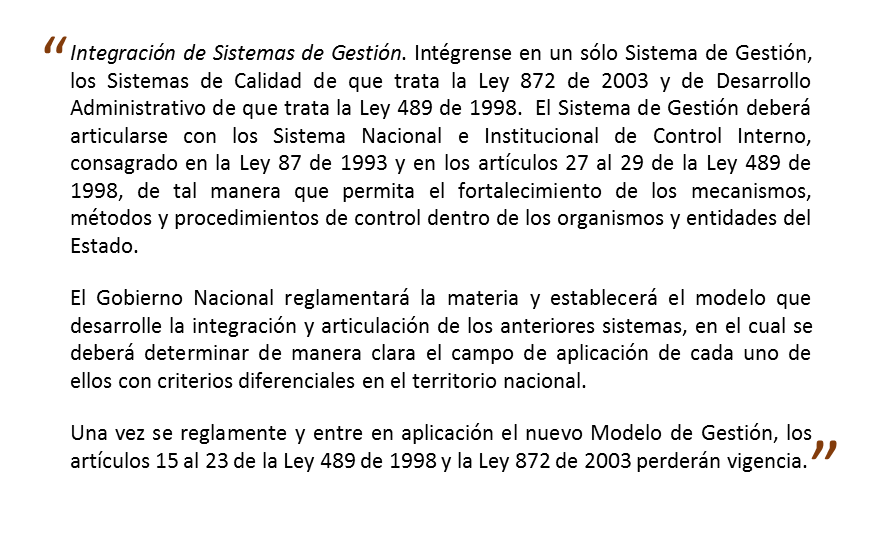 “ Integración de Sistemas de Gestión. Intégrense en un sólo Sistema de Gestión,
los Sistemas de Calidad de que trata la Ley 872 de 2003 y de Desarrollo
Administrativo de que trata la Ley 489 de 1998.  El Sistema de Gestión deberá
articularse con los Sistema Nacional e Institucional de Control Interno,
consagrado en la Ley 87 de 1993 y en los artículos 27 al 29 de la Ley 489 de
1998, de tal manera que permita el fortalecimiento de los mecanismos,
métodos y procedimientos de control dentro de los organismos y entidades del
Estado.
El Gobierno Nacional reglamentará la materia y establecerá el modelo que
desarrolle la integración y articulación de los anteriores sistemas, en el cual se
deberá determinar de manera clara el campo de aplicación de cada uno de
ellos con criterios diferenciales en el territorio nacional.
Una vez se reglamente y entre en aplicación el nuevo Modelo de Gestión, los
artículos 15 al 23 de la Ley 489 de 1998 y la Ley 872 de 2003 perderán vigencia. ”